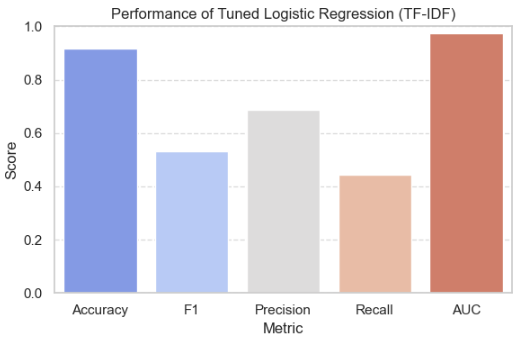 Performance of Tuned Logistic Regression (TF-IDF)
1.0
0.8
0.6
0.4
0.2
0.0
Score
Accuracy F1 Precision Recall AUC
Metric